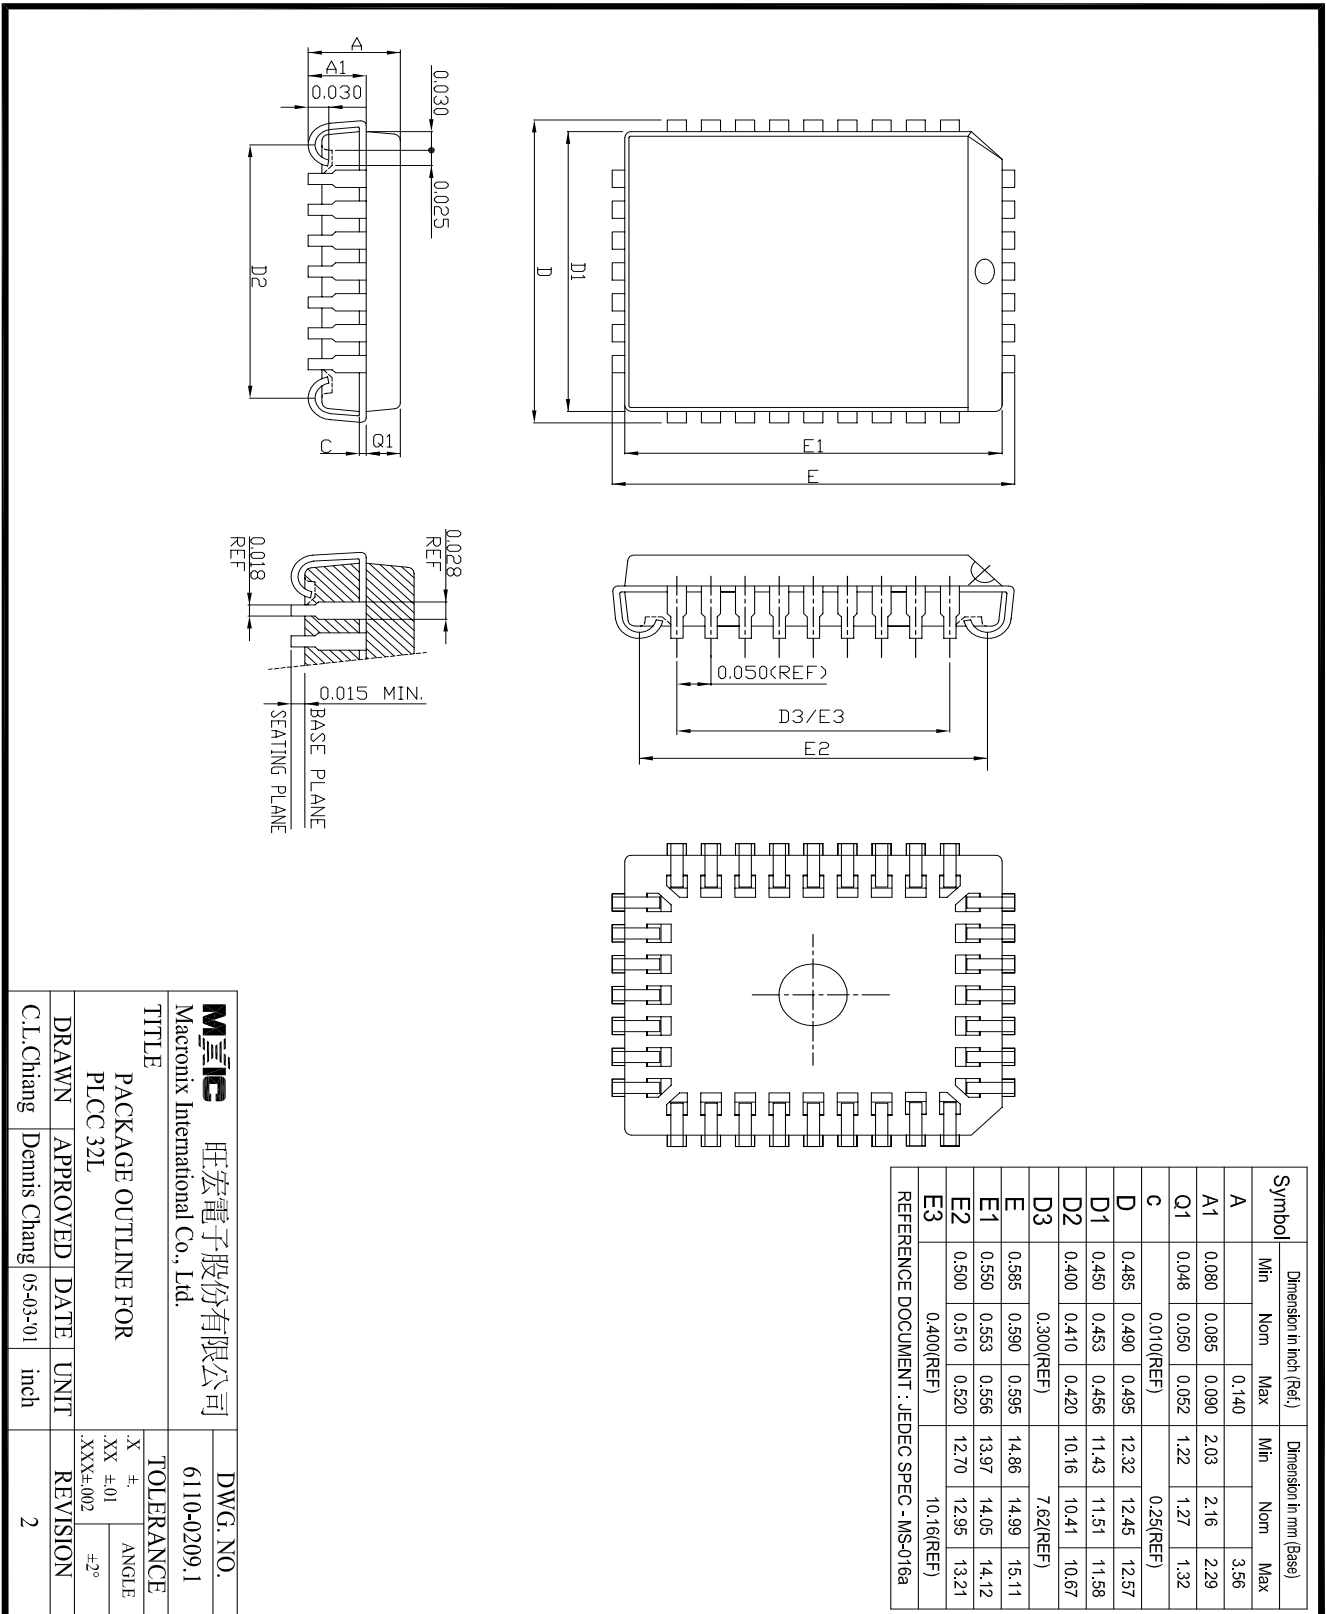 A
A1
0.030
0.030
0.025
D2
C
Q1
D
D1
E1
E
0.028
REF
0.018
REF
0.015 MIN.
BASE PLANE
SEATING PLANE
0.050(REF)
D3/E3
E2
Symbol Dimension in inch (Ref.) Dimension in mm (Base)
Min Nom Max Min Nom Max
A 0.140 3.56
A1 0.080 0.085 0.090 2.03 2.16 2.29
Q1 0.048 0.050 0.052 1.22 1.27 1.32
c 0.010(REF) 0.25(REF)
D 0.485 0.490 0.495 12.32 12.45 12.57
D1 0.450 0.453 0.456 11.43 11.51 11.58
D2 0.400 0.410 0.420 10.16 10.41 10.67
D3 0.300(REF) 7.62(REF)
E 0.585 0.590 0.595 14.86 14.99 15.11
E1 0.550 0.553 0.556 13.97 14.05 14.12
E2 0.500 0.510 0.520 12.70 12.95 13.21
E3 0.400(REF) 10.16(REF)
REFERENCE DOCUMENT : JEDEC SPEC - MS-016a
MXIC 旺宏電子股份有限公司
Macronix International Co., Ltd.
DWG. NO.
6110-0209.1
TITLE
PACKAGE OUTLINE FOR
PLCC 32L
TOLERANCE
.X ±.
.XX ±.01
.XXX±.002
ANGLE
±2°
DRAWN APPROVED DATE UNIT REVISION
C.L.Chiang Dennis Chang 05-03-'01 inch 2